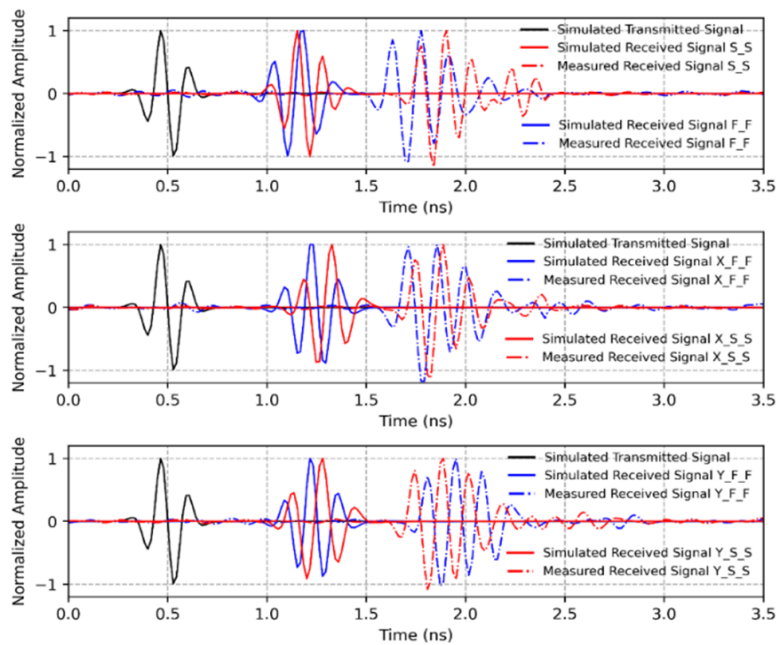 Normalized Amplitude
1
0
−1
Simulated Transmitted Signal
Simulated Received Signal S_S
Measured Received Signal S_S
Simulated Received Signal F_F
Measured Received Signal F_F
0.0 0.5 1.0 1.5 2.0 2.5 3.0 3.5
Time (ns)
Normalized Amplitude
1
0
−1
Simulated Transmitted Signal
Simulated Received Signal X_F_F
Measured Received Signal X_F_F
Simulated Received Signal X_S_S
Measured Received Signal X_S_S
0.0 0.5 1.0 1.5 2.0 2.5 3.0 3.5
Time (ns)
Normalized Amplitude
1
0
−1
Simulated Transmitted Signal
Simulated Received Signal Y_F_F
Measured Received Signal Y_F_F
Simulated Received Signal Y_S_S
Measured Received Signal Y_S_S
0.0 0.5 1.0 1.5 2.0 2.5 3.0 3.5
Time (ns)